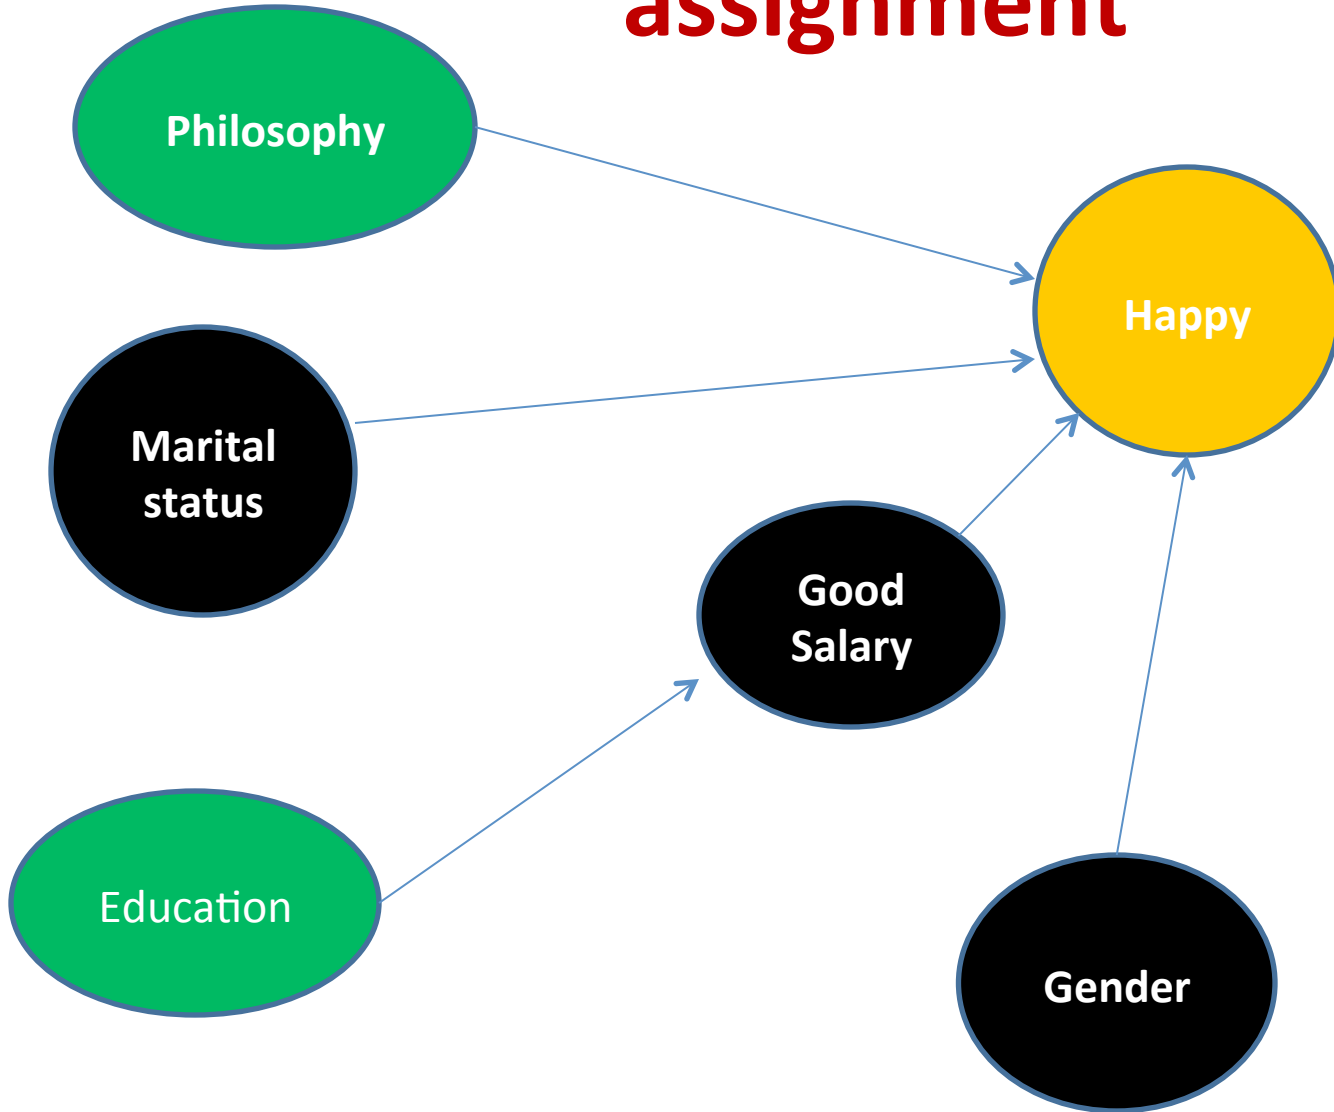 assignment
Philosophy
Happy
Marital
status
Good
Salary
Education
Gender